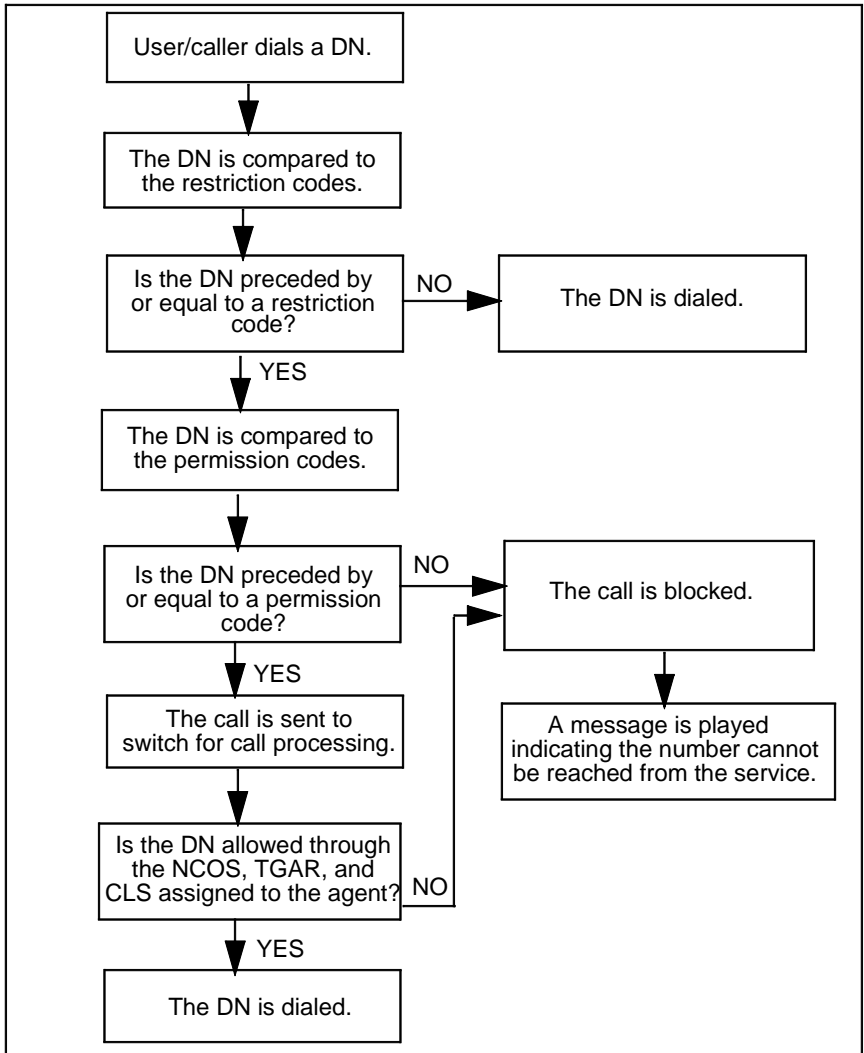 User/caller dials a DN.
The DN is compared to
the restriction codes.
Is the DN preceded by
or equal to a restriction
code?
NO
The DN is dialed.
YES
The DN is compared to
the permission codes.
Is the DN preceded by
or equal to a permission
code?
NO
The call is blocked.
YES
The call is sent to
switch for call processing.
A message is played
indicating the number cannot
be reached from the service.
Is the DN allowed through
the NCOS, TGAR, and
CLS assigned to the agent?
NO
YES
The DN is dialed.